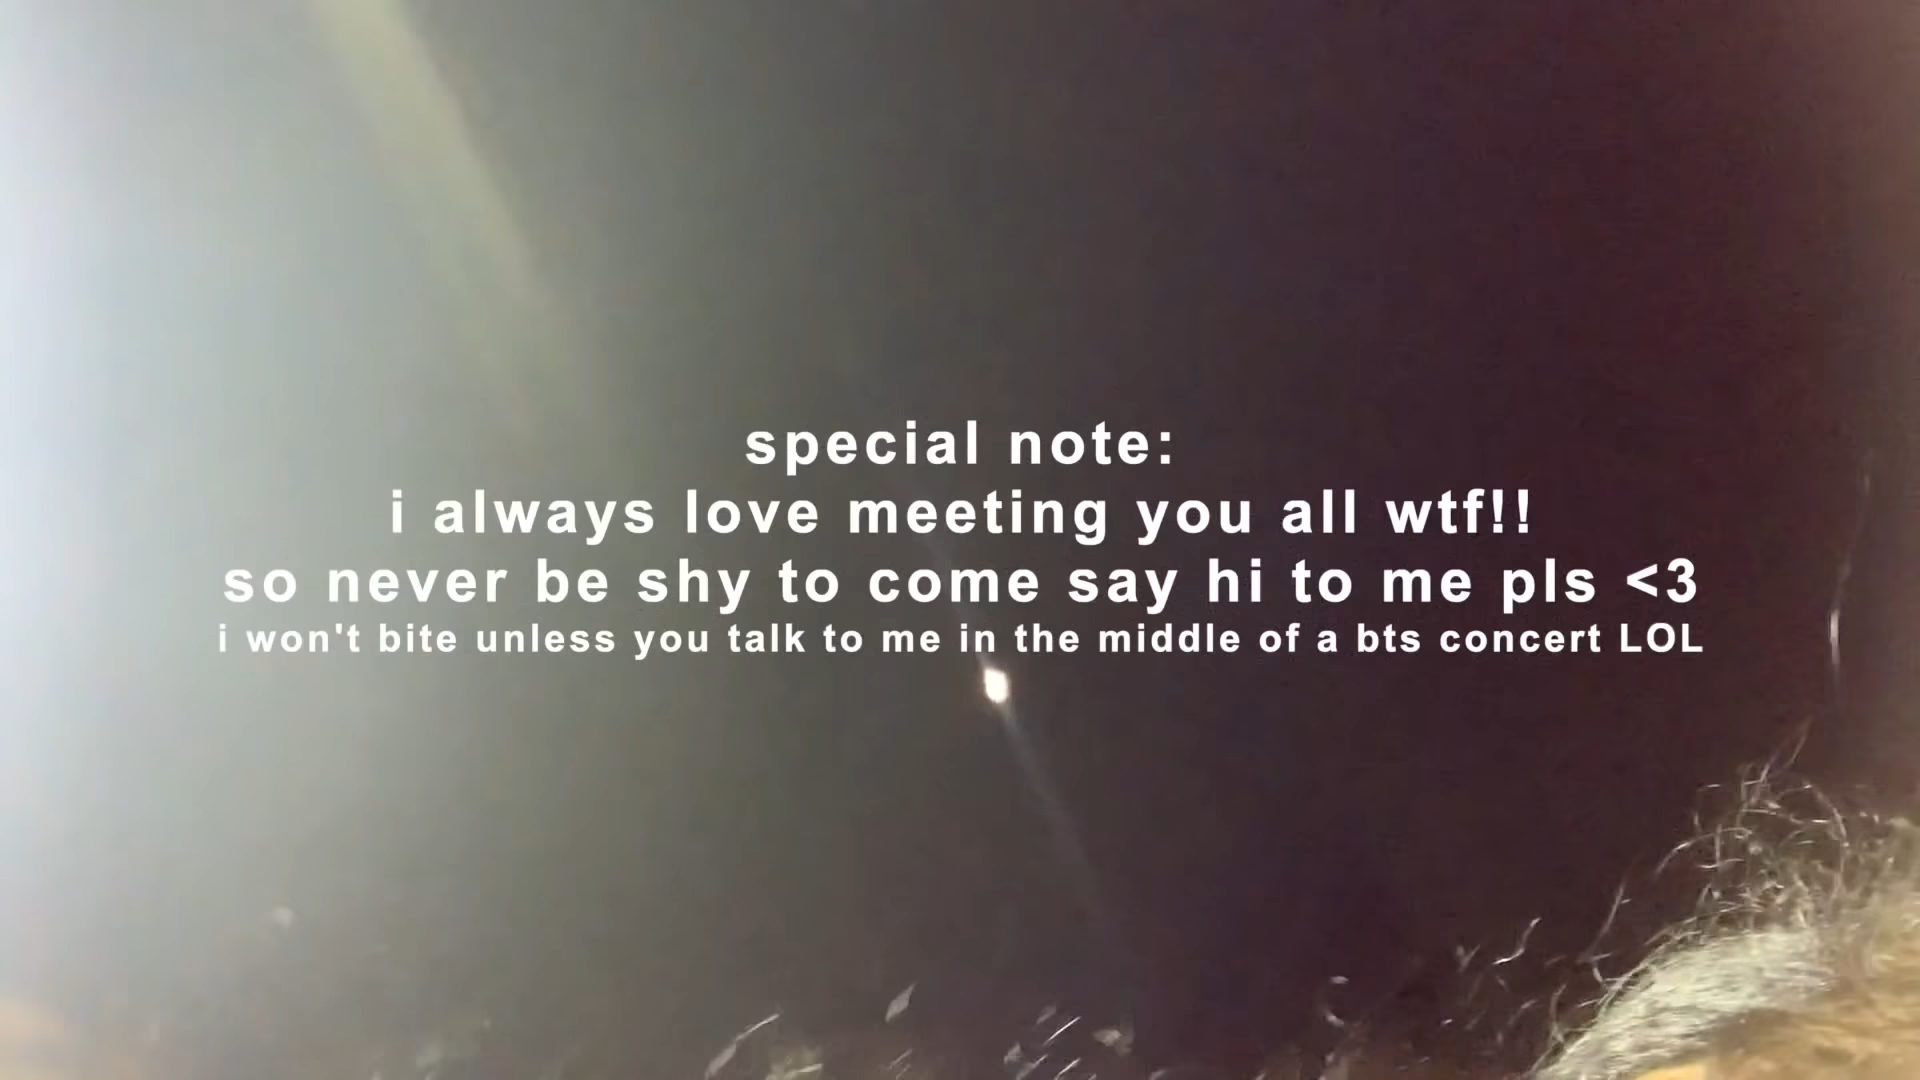 special note:
i always love meeting you all wtf!!
so never be shy to come say hi to me pls <3
i won't bite unless you talk to me in the middle of a bts concert LOL